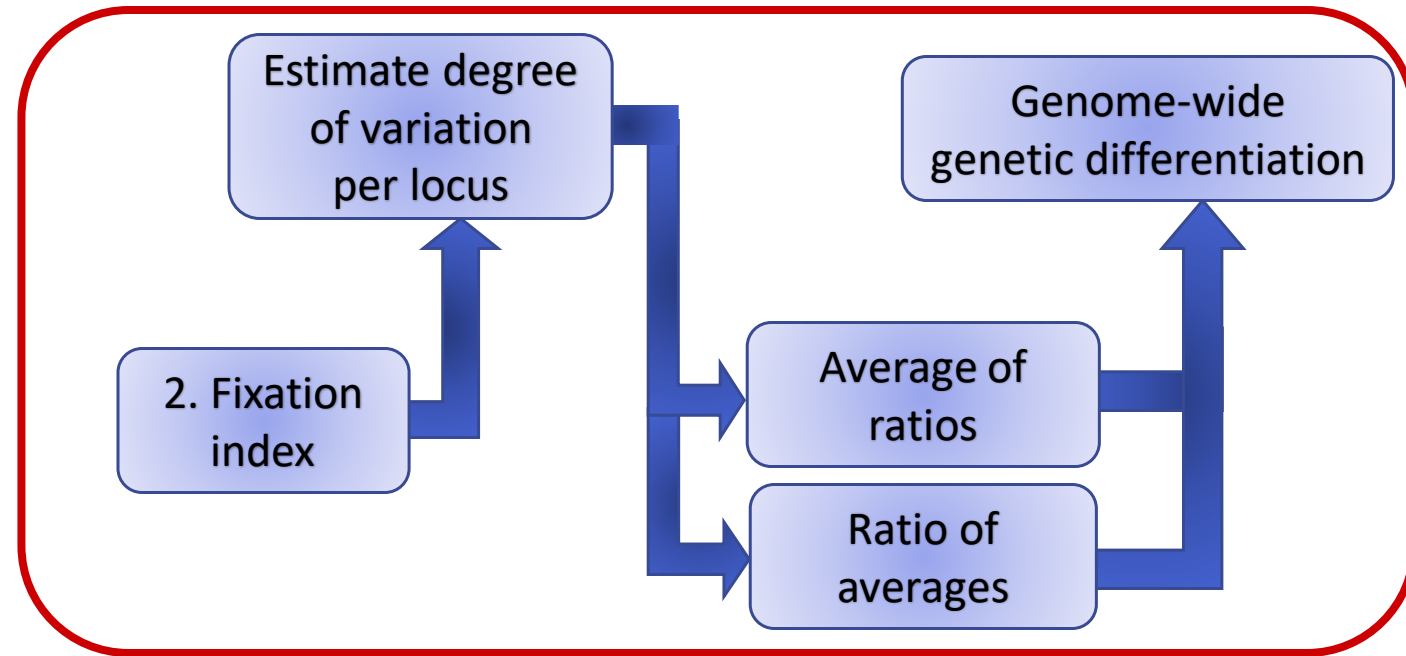 Estimate degree
of variation
per locus
Genome-wide
genetic differentiation
2. Fixation
index
Average of
ratios
Ratio of
averages